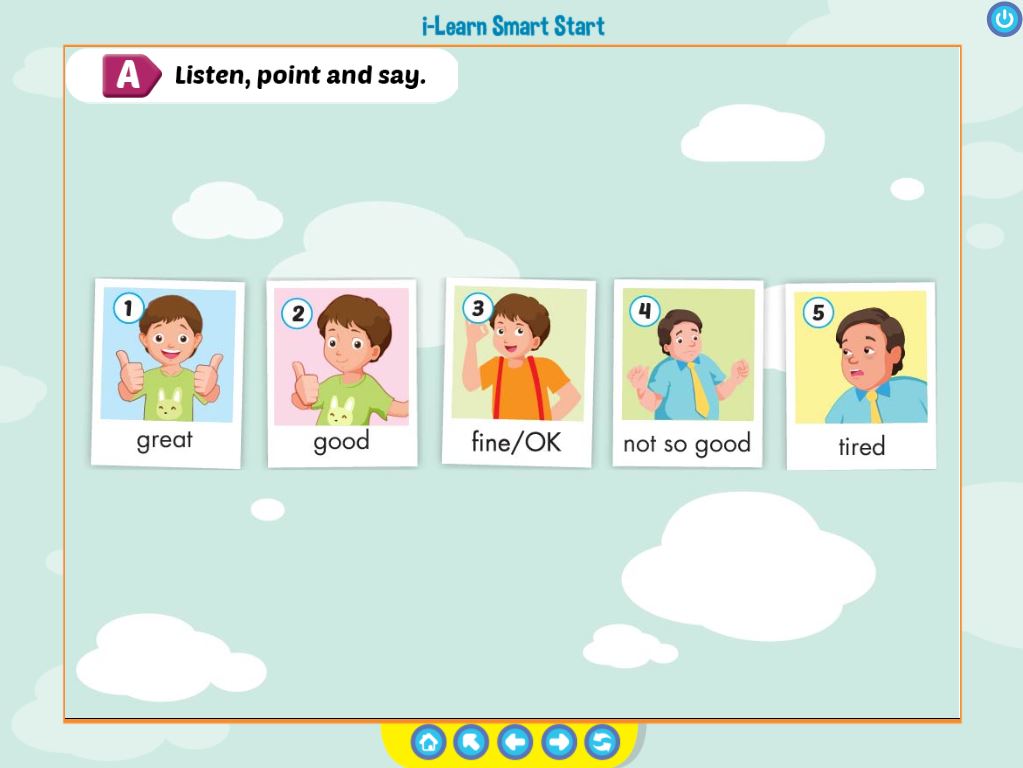 i-Learn Smart Start
A Listen, point and say.
1
great
2
good
3
fine/OK
4
not so good
5
tired